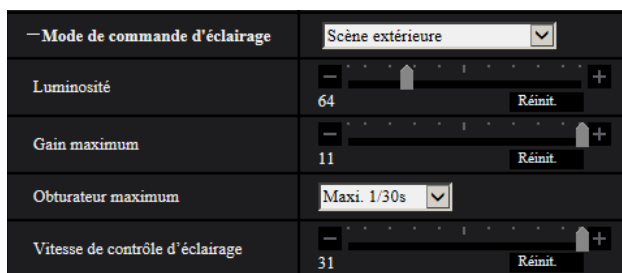 －Mode de commande d'éclairage
Scène extérieure
Luminosité
－ +
64 Réinit.
Gain maximum
－ +
11 Réinit.
Obturateur maximum
Maxi. 1/30s
Vitesse de contrôle d’éclairage
－ +
31 Réinit.